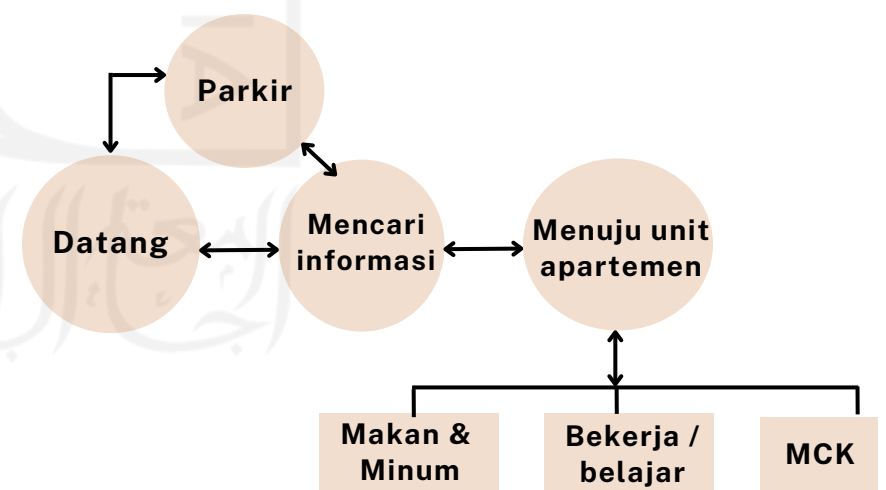 Parkir
Datang
Mencari
informasi
Menuju unit
apartemen
Makan &
Minum
Bekerja /
belajar
MCK